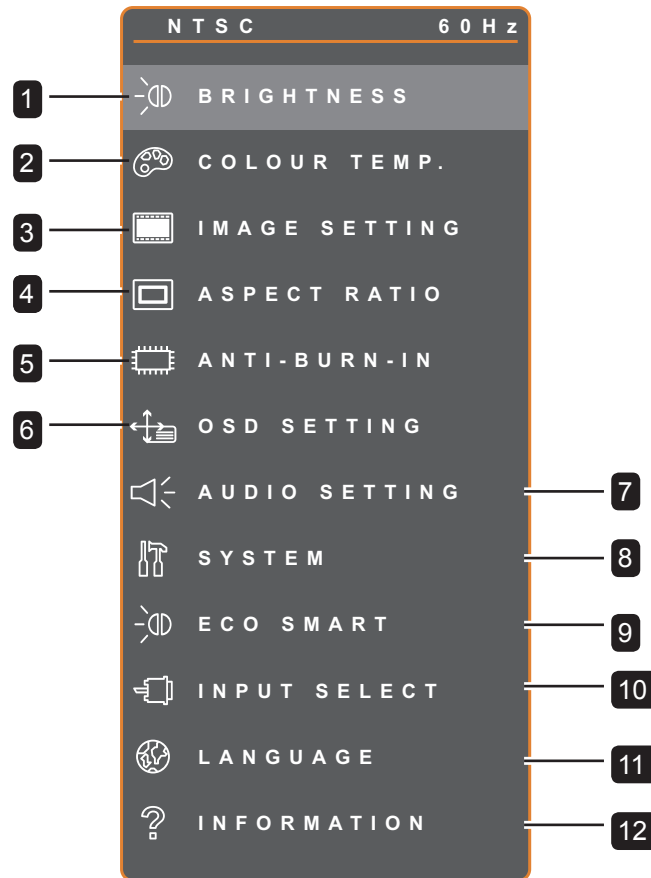 NTSC 60Hz
1 BRIGHTNESS
2 COLOUR TEMP.
3 IMAGE SETTING
4 ASPECT RATIO
5 ANTI-BURN-IN
6 OSD SETTING
AUDIO SETTING 7
SYSTEM 8
ECO SMART 9
INPUT SELECT 10
LANGUAGE 11
INFORMATION 12